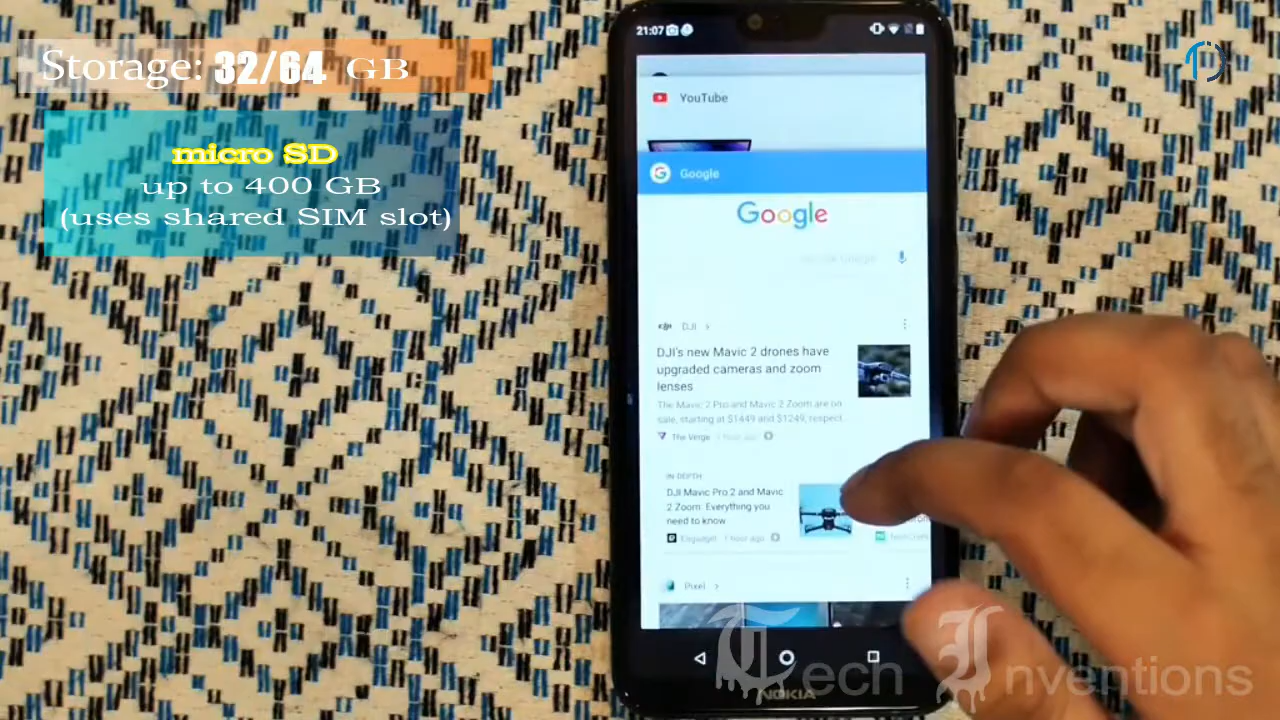 Storage: 32/64 GB
micro SD
up to 400 GB
(uses shared SIM slot)
21:07
YouTube
Google
Google
DJI >
DJI's new Mavic 2 drones have
upgraded cameras and zoom
lenses
The Mavic 2 Pro and Mavic 2 Zoom are on
sale, starting at $1449 and $1249, respect
The Verge 1 hour ago
IN-DEPTH
DJI Mavic Pro 2 and Mavic
2 Zoom: Everything you
need to know
Engadget 1 hour ago
Pixel >
NOKIA
Tech Inventions